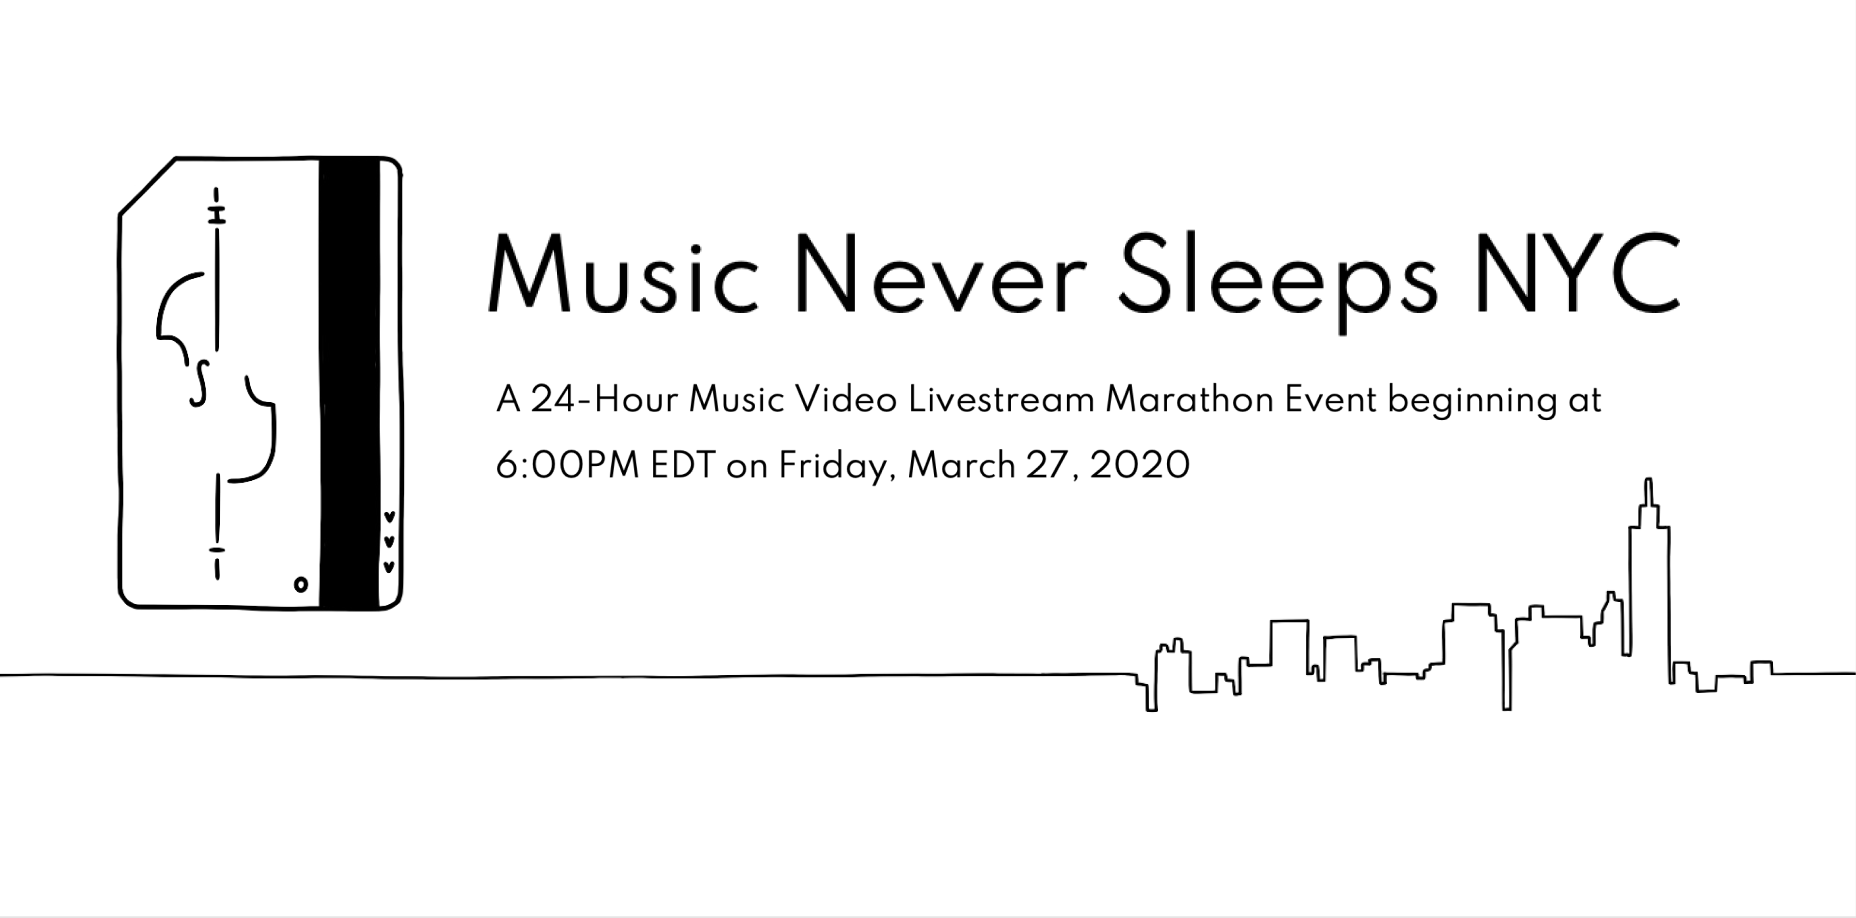 Music Never Sleeps NYC
A 24-Hour Music Video Livestream Marathon Event beginning at
6:00PM EDT on Friday, March 27, 2020